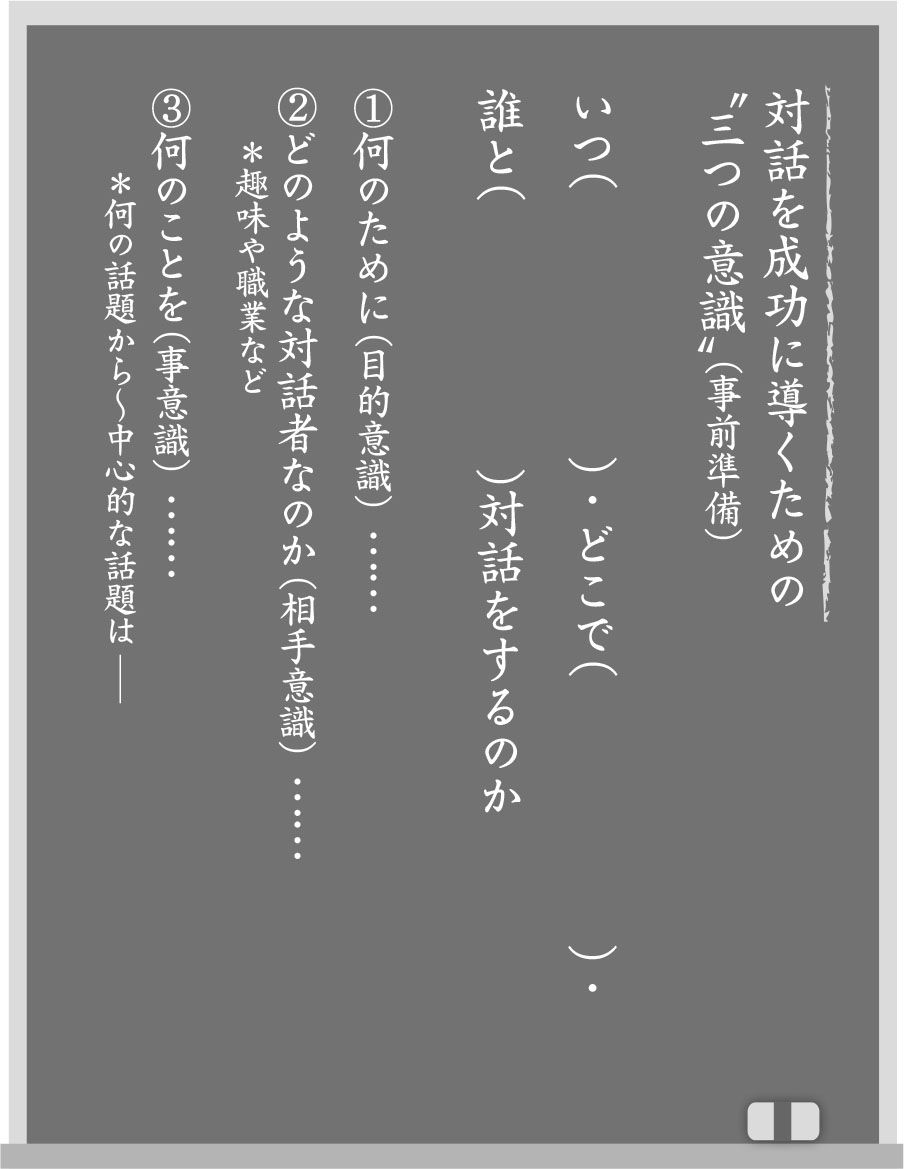 対話を成功に導くための
〝三つの意識〟（事前準備）
いつ（　　　　　　）・どこで（　　　　　　）・
誰と（　　　　　　）対話をするのか
①何のために（目的意識）……
②どのような対話者なのか（相手意識）……
＊趣味や職業など
③何のことを（事意識）……
＊何の話題から～中心的な話題は――